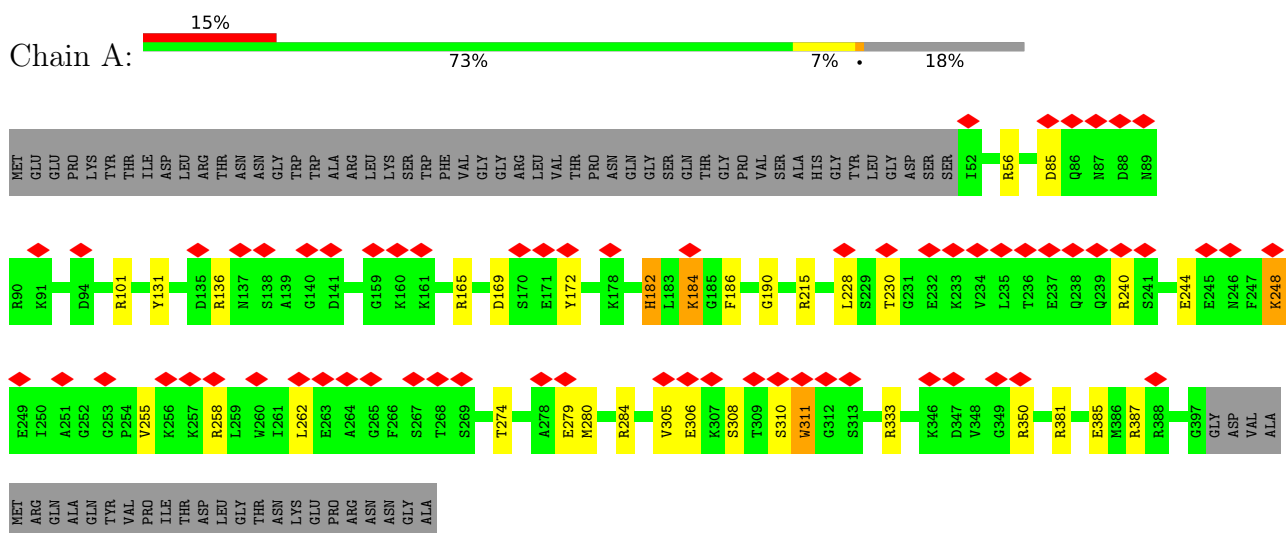 15%
Chain A:
73% 7% • 18%
MET GLU GLU PRO LYS TYR THR ILE ASP LEU ARG THR ASN ASN GLY TRP TRP ALA ARG LEU LYS SER TRP PHE VAL GLY GLY ARG LEU VAL THR PRO ASN GLN GLY SER GLN THR GLY PRO VAL SER ALA HIS GLY TYR LEU GLY ASP SER SER I52 R56 D85 Q86 N87 D88 N89
R90 K91 D94 R101 Y131 D135 R136 N137 S138 A139 G140 D141 G159 K160 K161 R165 D169 S170 E171 Y172 K178 H182 L183 K184 G185 F186 G190 R215 L228 S229 T230 G231 E232 K233 V234 L235 T236 E237 Q238 Q239 R240 S241 E244 E245 N246 F247 K248
E249 I250 A251 G252 G253 P254 V255 K256 K257 R258 L259 W260 I261 L262 E263 A264 G265 F266 S267 T268 S269 T274 A278 E279 M280 R284 V305 E306 K307 S308 T309 S310 W311 G312 S313 R333 K346 D347 V348 G349 R350 R381 E385 M386 R387 R388 G397 GLY ASP VAL ALA
MET ARG GLN ALA GLN TYR VAL PRO ILE THR ASP LEU GLY THR ASN LYS GLU PRO ARG ASN ASN GLY ALA